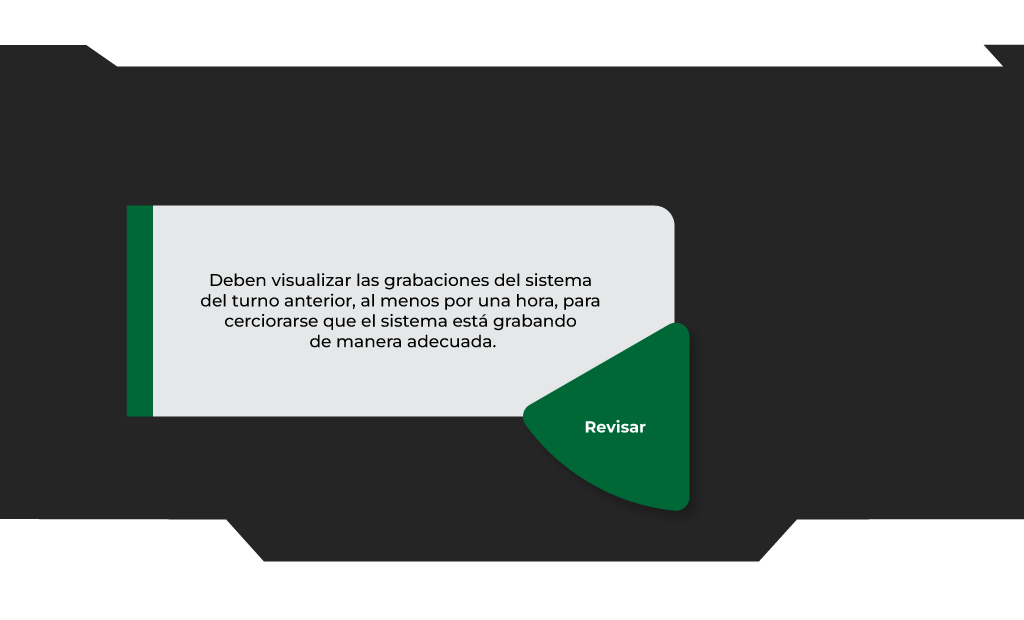 Deben visualizar las grabaciones del sistema
del turno anterior, al menos por una hora, para
cerciorarse que el sistema está grabando
de manera adecuada.
Revisar